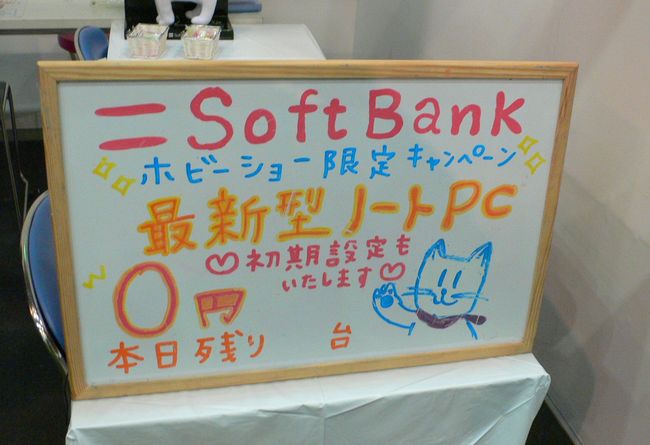 SoftBank
ホビーショー限定キャンペーン
最新型ノートPC
♡初期設定も
いたします♡
0円
本日残り 台